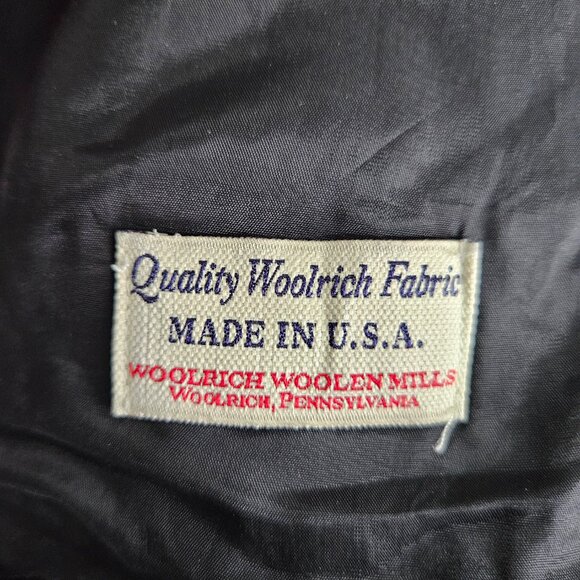 Quality Woolrich Fabric
MADE IN U.S.A.
WOOLRICH WOOLEN MILLS
WOOLRICH, PENNSYLVANIA